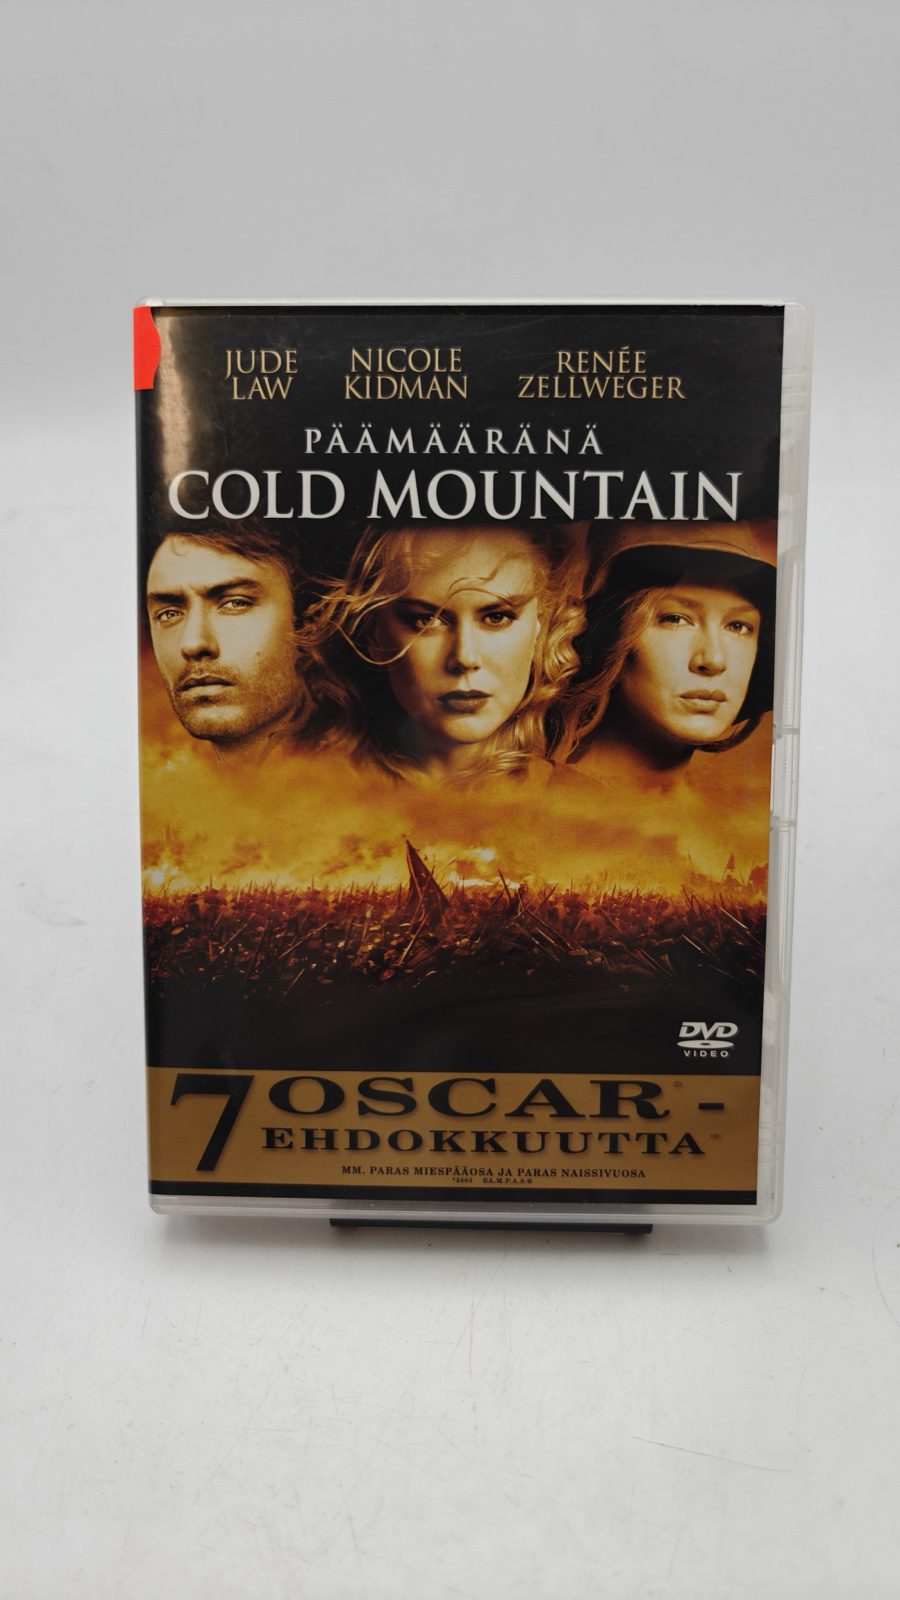 JUDE LAW
NICOLE KIDMAN
RENÉE ZELLWEGER
PÄÄMÄÄRÄNÄ
COLD MOUNTAIN
DVD
VIDEO
7 OSCAR® -
EHDOKKUUTTA
MM. PARAS MIESPÄÄOSA JA PARAS NAISSIVUOSA
*2003 ©A.M.P.A.S.®